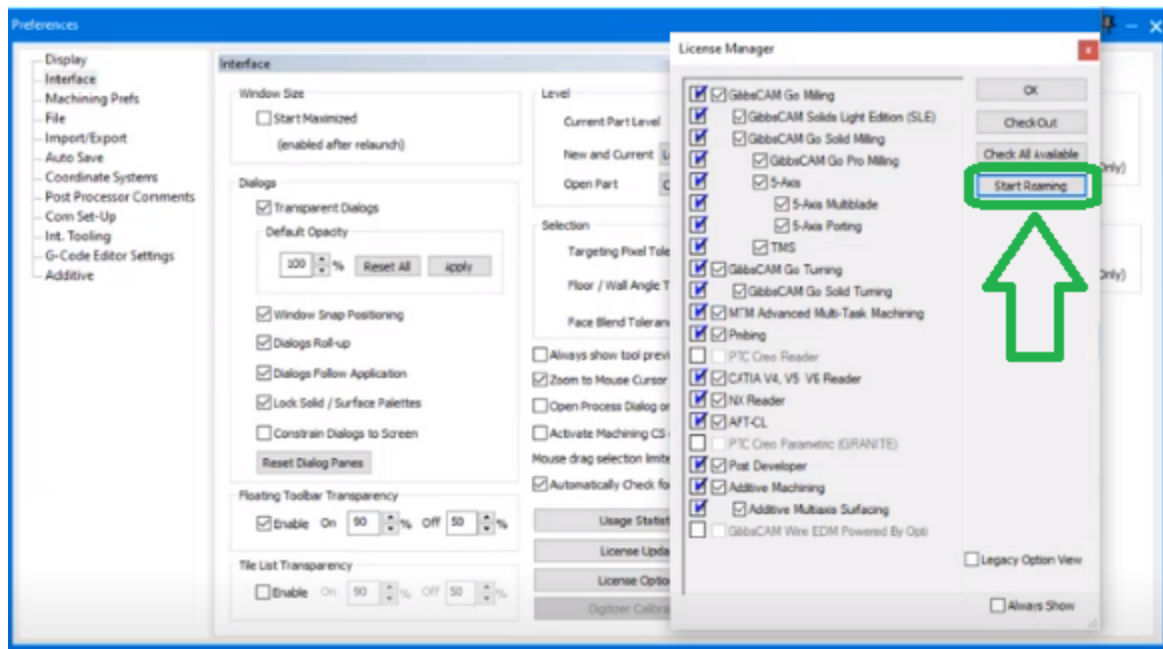 Preferences
Display
Interface
Machining Prefs
File
Import/Export
Auto Save
Coordinate Systems
Post Processor Comments
Com Set-Up
Int. Tooling
G-Code Editor Settings
Additive
Interface
Window Size
Start Maximized
(enabled after relaunch)
Dialogs
Transparent Dialogs
Default Opacity
100 % Reset All Apply
Window Snap Positioning
Dialogs Roll-up
Dialogs Follow Application
Lock Solid / Surface Palettes
Constrain Dialogs to Screen
Reset Dialog Panes
Floating Toolbar Transparency
Enable On 90 % Off 50 %
Tile List Transparency
Enable On 90 % Off 50 %
Level
Current Part Level
New and Current
Open Part
Selection
Targeting Pixel Tole
Floor / Wall Angle T
Face Blend Toleran
Always show tool previ
Zoom to Mouse Cursor
Open Process Dialog or
Activate Machining CS
Mouse drag selection limite
Automatically Check fo
Usage Statist
License Upda
License Optio
Digitizer Calibra
License Manager
GibbsCAM Go Milling
GibbsCAM Solids Light Edition (SLE)
GibbsCAM Go Solid Milling
GibbsCAM Go Pro Milling
5-Axis
5-Axis Multiblade
5-Axis Porting
TMS
GibbsCAM Go Turning
GibbsCAM Go Solid Turning
MTM Advanced Multi-Task Machining
Probing
PTC Creo Reader
CATIA V4, V5 V6 Reader
NX Reader
AFT-CL
PTC Creo Parametric (GRANITE)
Post Developer
Additive Machining
Additive Multiaxis Surfacing
GibbsCAM Wire EDM Powered By Opti
OK
Check Out
Check All Available
Start Roaming
Legacy Option View
Always Show
Only)
Only)